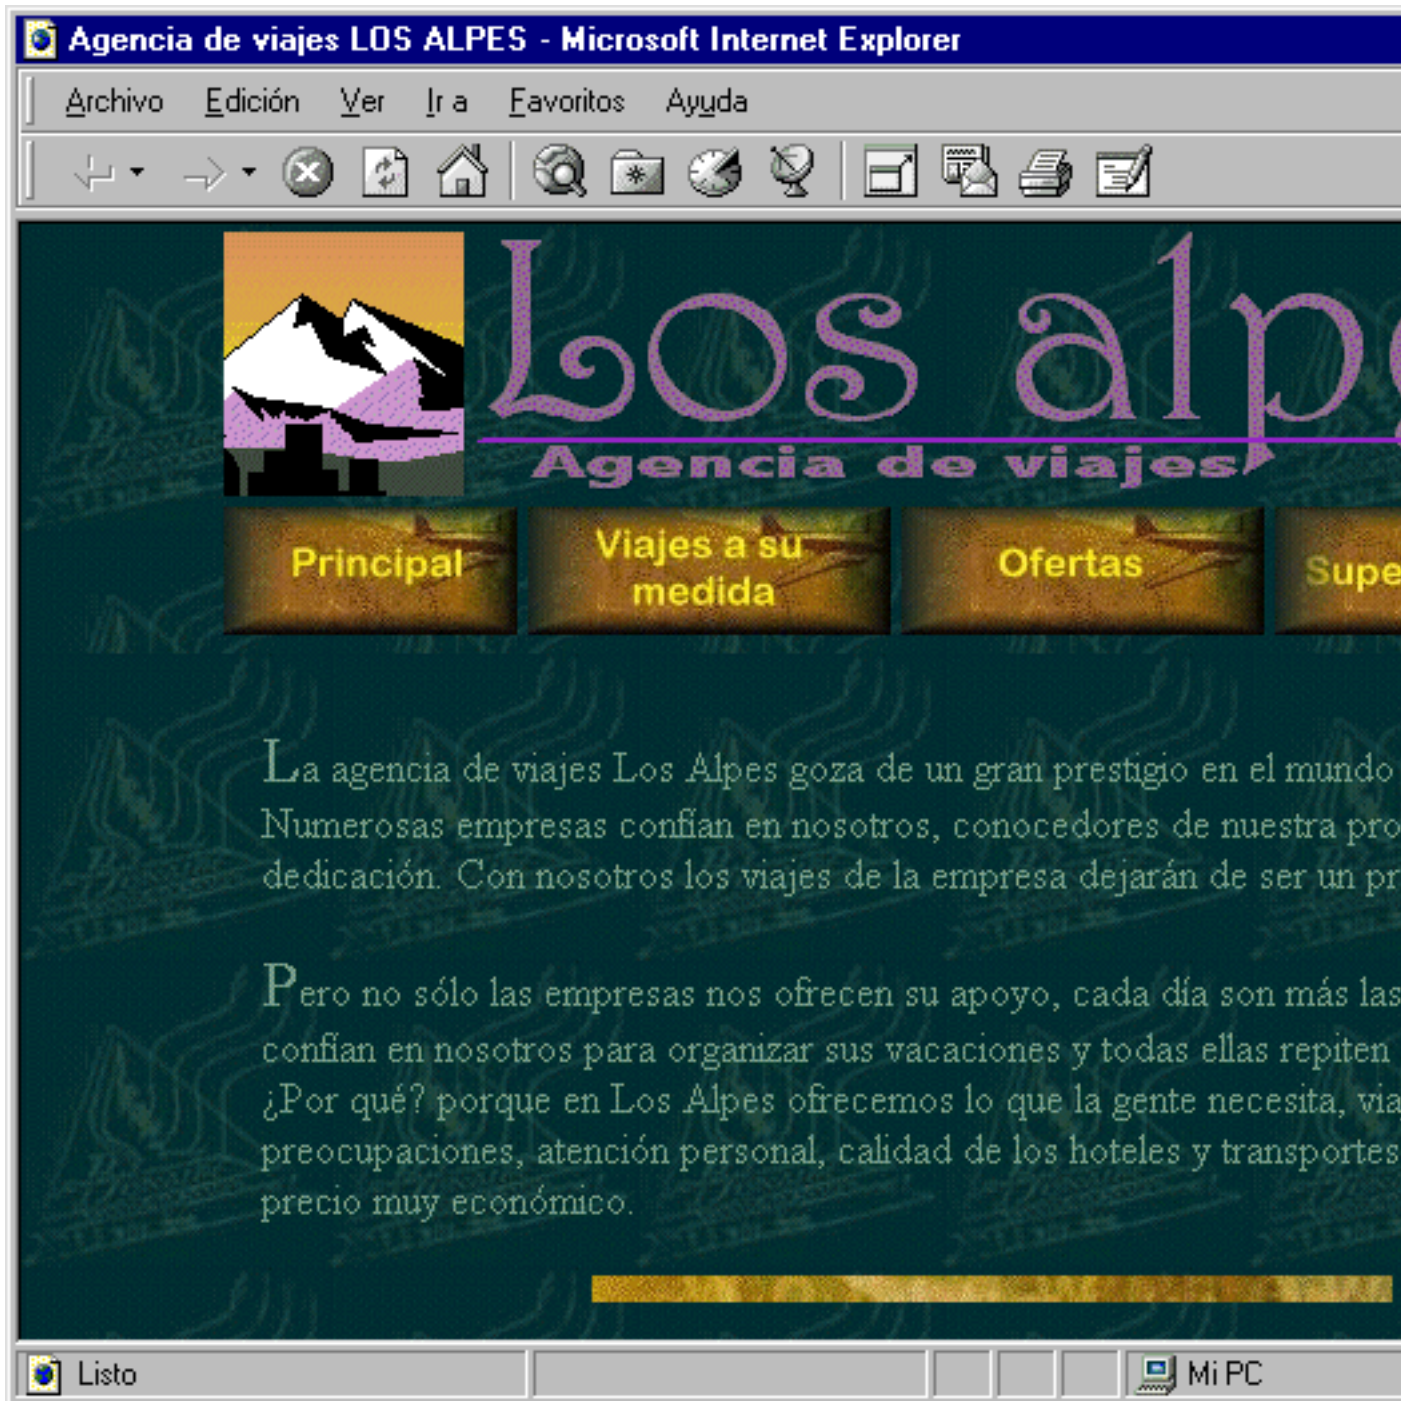 Agencia de viajes LOS ALPES - Microsoft Internet Explorer
Archivo Edición Ver Ir a Favoritos Ayuda
Los alpe
Agencia de viajes
Principal
Viajes a su
medida
Ofertas
Supe
La agencia de viajes Los Alpes goza de un gran prestigio en el mundo
Numerosas empresas confían en nosotros, conocedores de nuestra pro
dedicación. Con nosotros los viajes de la empresa dejarán de ser un pr
Pero no sólo las empresas nos ofrecen su apoyo, cada día son más las
confían en nosotros para organizar sus vacaciones y todas ellas repiten
¿Por qué? porque en Los Alpes ofrecemos lo que la gente necesita, via
preocupaciones, atención personal, calidad de los hoteles y transportes
precio muy económico.
Listo
Mi PC